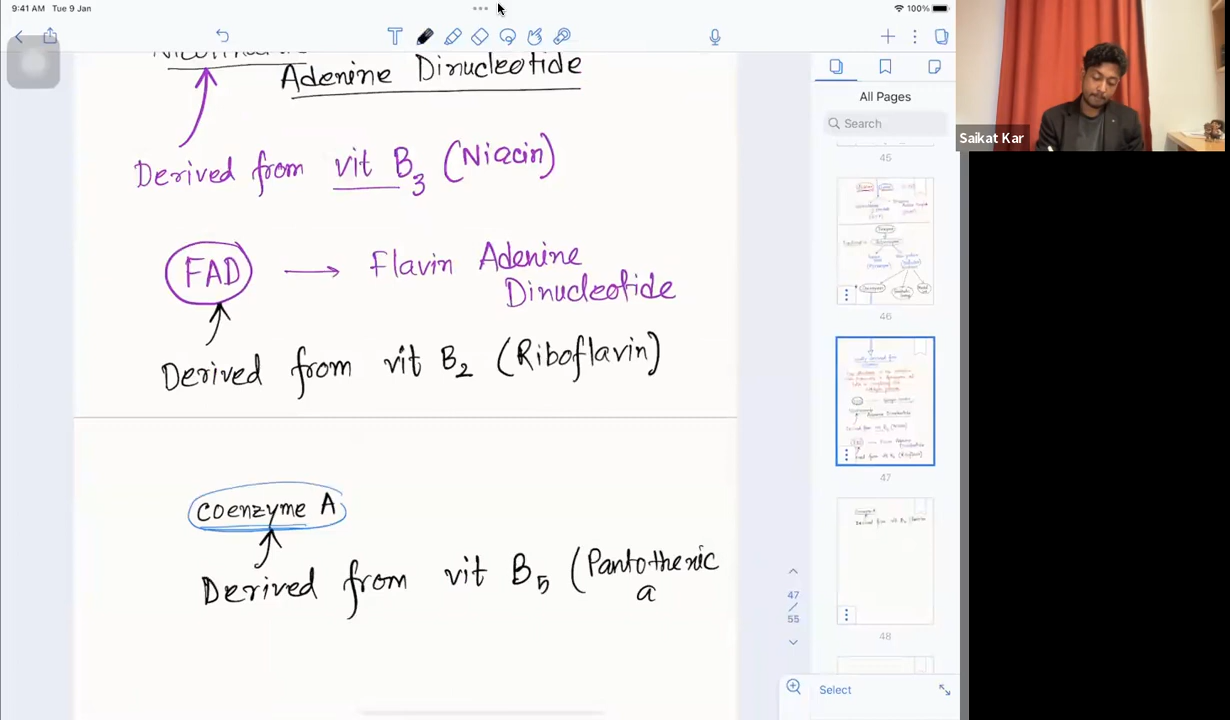 9:41 AM Tue 9 Jan
100%
Adenine Dinucleotide
Derived from vit B3 (Niacin)
FAD → Flavin Adenine
Dinucleotide
Derived from vit B2 (Riboflavin)
coenzyme A
Derived from vit B5 (Pantothenic
a
47
/
55
All Pages
Search
45
46
47
48
Select
Saikat Kar